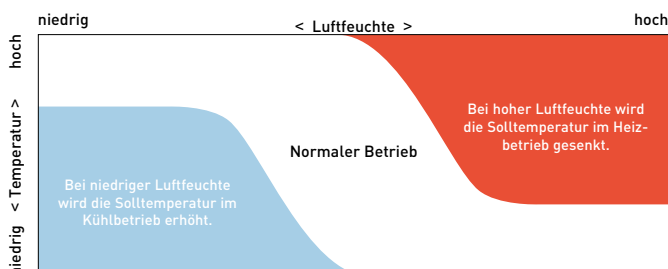 niedrig
< Luftfeuchte >
hoch
hoch
< Temperatur >
niedrig
Bei hoher Luftfeuchte wird
die Solltemperatur im Heiz-
betrieb gesenkt.
Normaler Betrieb
Bei niedriger Luftfeuchte
wird die Solltemperatur im
Kühlbetrieb erhöht.